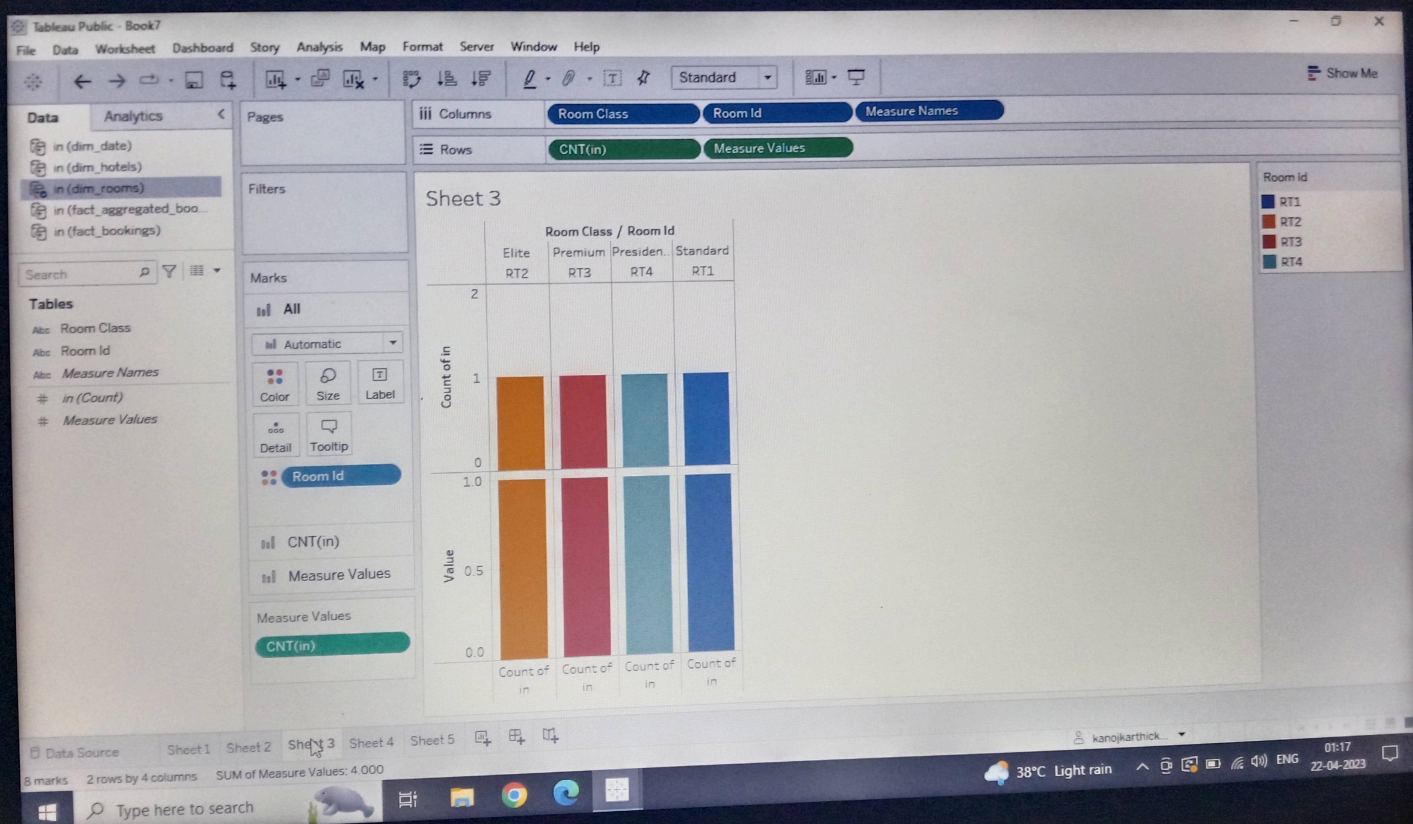 Tableau Public - Book7
File Data Worksheet Dashboard Story Analysis Map Format Server Window Help
Standard
Show Me
Data Analytics
in (dim_date)
in (dim_hotels)
in (dim_rooms)
in (fact_aggregated_boo...
in (fact_bookings)
Search
Tables
Abc Room Class
Abc Room Id
Abc Measure Names
# in (Count)
# Measure Values
Pages
Filters
Marks
All
Automatic
Color Size Label
Detail Tooltip
Room Id
CNT(in)
Measure Values
Measure Values
CNT(in)
Columns Room Class Room Id Measure Names
Rows CNT(in) Measure Values
Sheet 3
Room Class / Room Id
Elite Premium Presiden.. Standard
RT2 RT3 RT4 RT1
Count of in
2
1
0
Value
1.0
0.5
0.0
Count of in Count of in Count of in Count of in
Room Id
RT1
RT2
RT3
RT4
Data Source Sheet 1 Sheet 2 Sheet 3 Sheet 4 Sheet 5
kanojkarthick...
8 marks 2 rows by 4 columns SUM of Measure Values: 4.000
Type here to search
38°C Light rain
ENG
01:17
22-04-2023